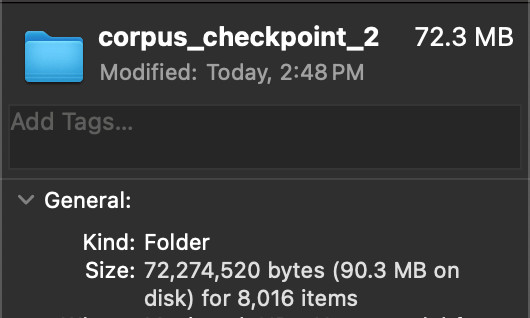 corpus_checkpoint_2 72.3 MB
Modified: Today, 2:48 PM
Add Tags...
General:
Kind: Folder
Size: 72,274,520 bytes (90.3 MB on
disk) for 8,016 items